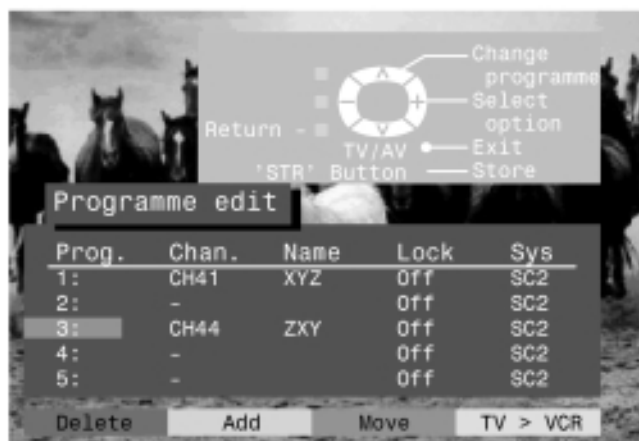 Change
programme
Select
option
Return -
TV/AV
Exit
'STR' Button
Store
Programme edit
Prog. Chan. Name Lock Sys
1: CH41 XYZ Off SC2
2: - Off SC2
3: CH44 ZXY Off SC2
4: - Off SC2
5: - Off SC2
Delete Add Move TV > VCR